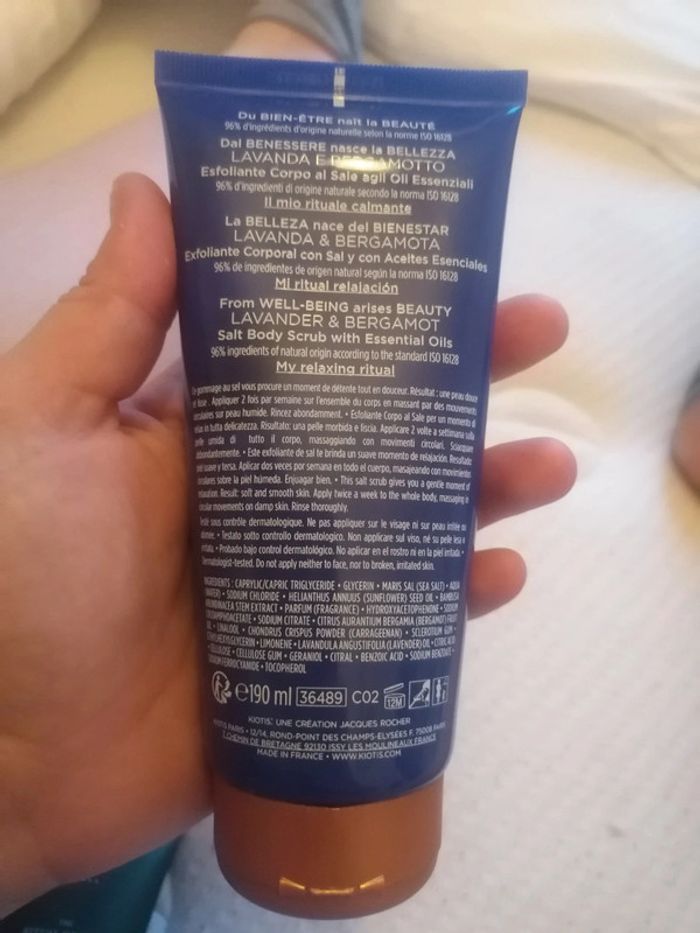 Du BIEN-ÊTRE naît la BEAUTÉ
96% d'ingrédients d'origine naturelle selon la norme ISO 16128
Dal BENESSERE nasce la BELLEZZA
LAVANDA E BERGAMOTTO
Esfoliante Corpo al Sale agli Oli Essenziali
96% d'ingredienti di origine naturale secondo la norma ISO 16128
Il mio rituale calmante
La BELLEZA nace del BIENESTAR
LAVANDA & BERGAMOTA
Exfoliante Corporal con Sal y con Aceites Esenciales
96% de ingredientes de origen natural según la norma ISO 16128
Mi ritual relajación
From WELL-BEING arises BEAUTY
LAVENDER & BERGAMOT
Salt Body Scrub with Essential Oils
96% ingredients of natural origin according to the standard ISO 16128
My relaxing ritual
Ce gommage au sel vous procure un moment de détente tout en douceur. Résultat : une peau douce
et lisse. Appliquer 2 fois par semaine sur l'ensemble du corps en massant par des mouvements
circulaires sur peau humide. Rincez abondamment. • Esfoliante Corpo al Sale per un momento di
relax in tutta delicatezza. Risultato: una pelle morbida e liscia. Applicare 2 volte a settimana sulla
pelle umida di tutto il corpo, massaggiando con movimenti circolari. Sciacquare
abbondantemente. • Este exfoliante de sal te brinda un suave momento de relajación. Resultado:
piel suave y tersa. Aplicar dos veces por semana en todo el cuerpo, masajeando con movimientos
circulares sobre la piel húmeda. Enjuagar bien. • This salt scrub gives you a gentle moment of
relaxation. Result: soft and smooth skin. Apply twice a week to the whole body, massaging in
circular movements on damp skin. Rinse thoroughly.
Testé sous contrôle dermatologique. Ne pas appliquer sur le visage ni sur peau irritée ou
abîmée. • Testato sotto controllo dermatologico. Non applicare sul viso, né su pelle lesa o
irritata. • Probado bajo control dermatológico. No aplicar en el rostro ni en la piel irritada. •
Dermatologist-tested. Do not apply neither to face, nor to broken, irritated skin.
INGREDIENTS : CAPRYLIC/CAPRIC TRIGLYCERIDE • GLYCERIN • MARIS SAL (SEA SALT) • AQUA
(WATER) • SODIUM CHLORIDE • HELIANTHUS ANNUUS (SUNFLOWER) SEED OIL • BAMBUSA
ARUNDINACEA STEM EXTRACT • PARFUM (FRAGRANCE) • HYDROXYACETOPHENONE • SODIUM
COCOAMPHOACETATE • SODIUM CITRATE • CITRUS AURANTIUM BERGAMIA (BERGAMOT) FRUIT
OIL • LINALOOL • CHONDRUS CRISPUS POWDER (CARRAGEENAN) • SCLEROTIUM GUM •
ETHYLHEXYLGLYCERIN • LIMONENE • LAVANDULA ANGUSTIFOLIA (LAVENDER) OIL • CITRIC ACID
• CELLULOSE • CELLULOSE GUM • GERANIOL • CITRAL • BENZOIC ACID • SODIUM BENZOATE •
SODIUM FERROCYANIDE • TOCOPHEROL
℮190 ml 36489 C02 12M
KIOTIS: UNE CRÉATION JACQUES ROCHER
KIOTIS PARIS • 12/14, ROND-POINT DES CHAMPS-ELYSÉES F. 75008 PARIS
7 CHEMIN DE BRETAGNE 92130 ISSY LES MOULINEAUX FRANCE
MADE IN FRANCE • WWW.KIOTIS.COM